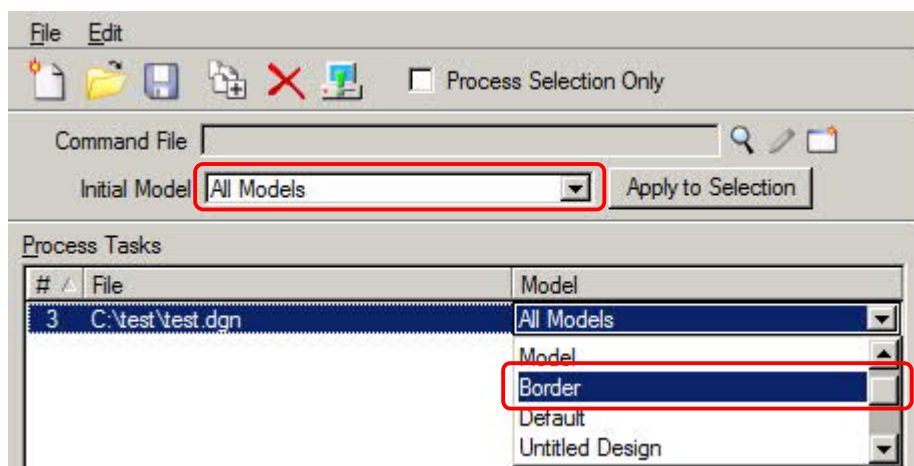 File Edit
Process Selection Only
Command File
Initial Model All Models Apply to Selection
Process Tasks
# File Model
3 C:\test\test.dgn All Models
Model
Border
Default
Untitled Design